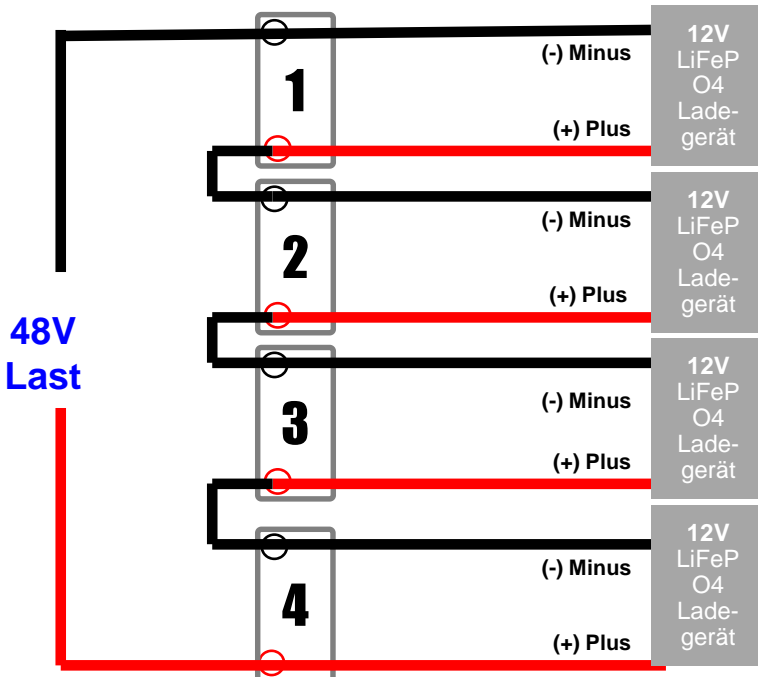 (-) Minus
1
(+) Plus
12V
LiFeP
O4
Lade-
gerät
(-) Minus
2
(+) Plus
12V
LiFeP
O4
Lade-
gerät
48V
Last
(-) Minus
3
(+) Plus
12V
LiFeP
O4
Lade-
gerät
(-) Minus
4
(+) Plus
12V
LiFeP
O4
Lade-
gerät